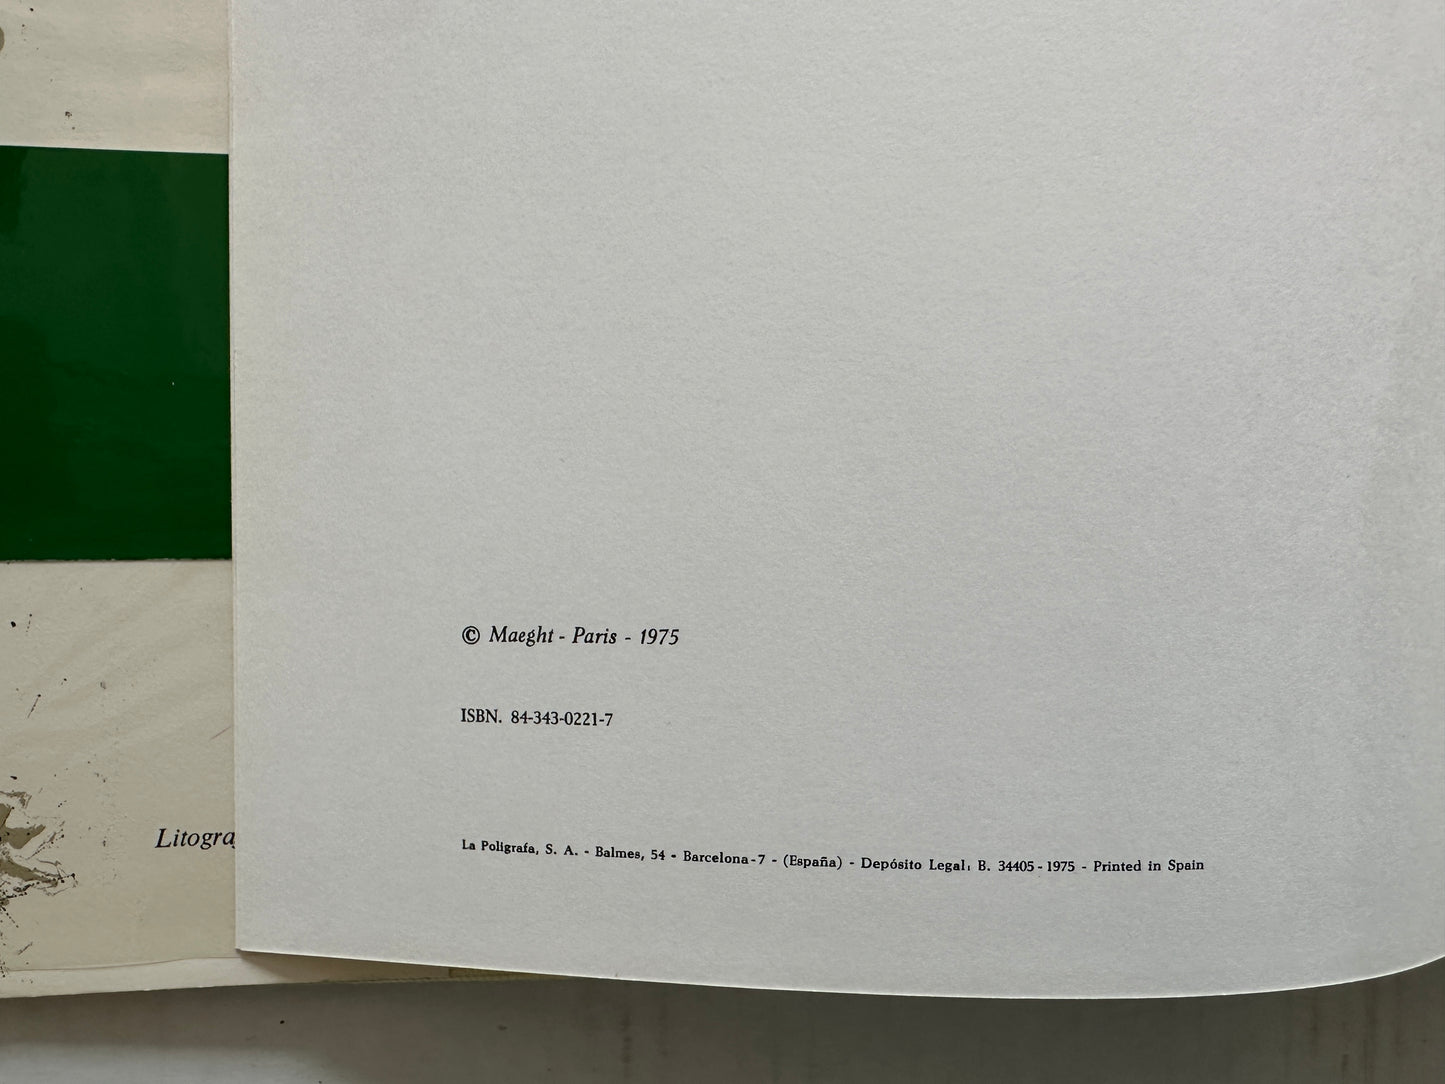 © Maeght - Paris - 1975
ISBN. 84-343-0221-7
Litogra
La Poligrafa, S. A. - Balmes, 54 - Barcelona-7 - (España) - Depósito Legal: B. 34405 - 1975 - Printed in Spain